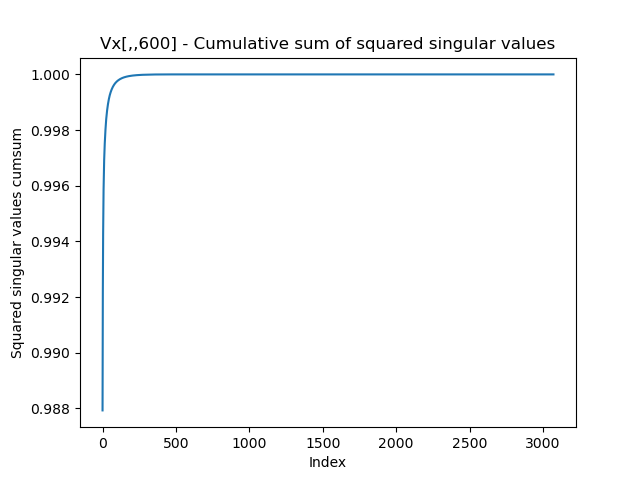 Vx[,,600] - Cumulative sum of squared singular values
1.000
0.998
0.996
0.994
0.992
0.990
0.988
Squared singular values cumsum
0 500 1000 1500 2000 2500 3000
Index